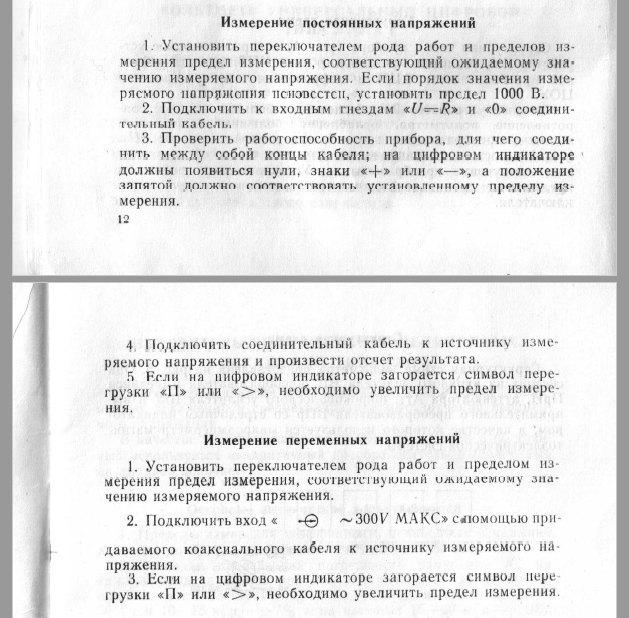 Измерение постоянных напряжений
1. Установить переключателем рода работ и пределов из-
мерения предел измерения, соответствующий ожидаемому зна-
чению измеряемого напряжения. Если порядок значения изме-
ряемого напряжения неизвестен, установить предел 1000 В.
2. Подключить к входным гнездам «U=R» и «0» соедини-
тельный кабель.
3. Проверить работоспособность прибора, для чего соеди-
нить между собой концы кабеля; на цифровом индикаторе
должны появиться нули, знаки «+» или «—», а положение
запятой должно соответствовать установленному пределу из-
мерения.
12
4. Подключить соединительный кабель к источнику изме-
ряемого напряжения и произвести отсчет результата.
5. Если на цифровом индикаторе загорается символ пере-
грузки «П» или «>», необходимо увеличить предел измере-
ния.
Измерение переменных напряжений
1. Установить переключателем рода работ и пределом из-
мерения предел измерения, соответствующий ожидаемому зна-
чению измеряемого напряжения.
2. Подключить вход « ~300V МАКС» с помощью при-
даваемого коаксиального кабеля к источнику измеряемого на-
пряжения.
3. Если на цифровом индикаторе загорается символ пере-
грузки «П» или «>», необходимо увеличить предел измерения.